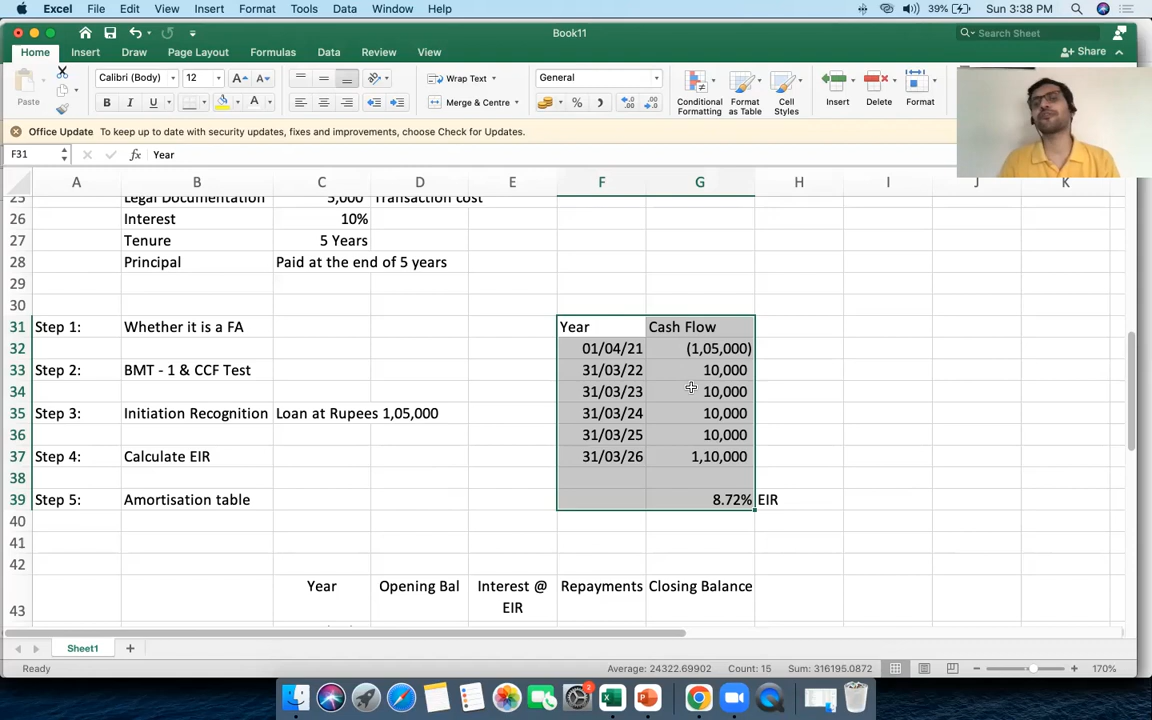 Excel File Edit View Insert Format Tools Data Window Help 39% Sun 3:38 PM
Book11
Search Sheet
Home Insert Draw Page Layout Formulas Data Review View Share
Paste Calibri (Body) 12 A A Wrap Text General
B I U A Merge & Centre % Conditional Formatting Format as Table Cell Styles Insert Delete Format
Office Update To keep up to date with security updates, fixes and improvements, choose Check for Updates.
F31 fx Year
A B C D E F G H I J K
25 Legal Documentation 5,000 Transaction cost
26 Interest 10%
27 Tenure 5 Years
28 Principal Paid at the end of 5 years
29
30
31 Step 1: Whether it is a FA Year Cash Flow
32 01/04/21 (1,05,000)
33 Step 2: BMT - 1 & CCF Test 31/03/22 10,000
34 31/03/23 10,000
35 Step 3: Initiation Recognition Loan at Rupees 1,05,000 31/03/24 10,000
36 31/03/25 10,000
37 Step 4: Calculate EIR 31/03/26 1,10,000
38
39 Step 5: Amortisation table 8.72% EIR
40
41
42
43 Year Opening Bal Interest @ EIR Repayments Closing Balance
Sheet1
Ready Average: 24322.69902 Count: 15 Sum: 316195.0872 170%